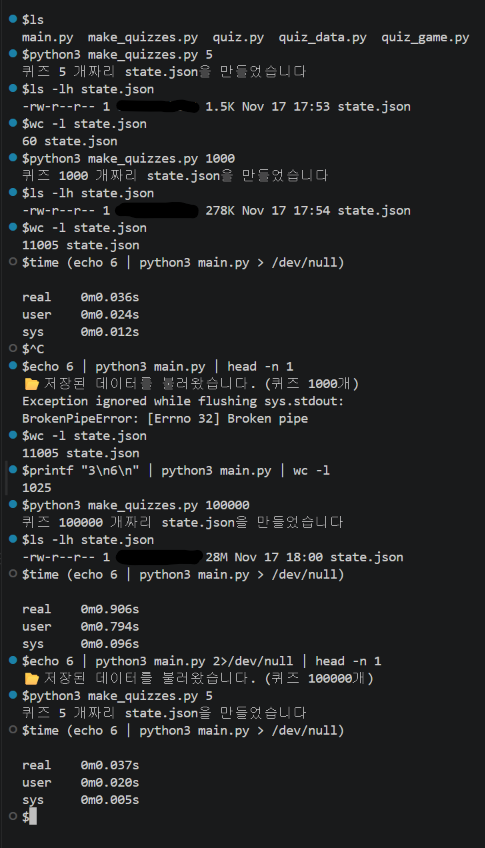 $ls
main.py  make_quizzes.py  quiz.py  quiz_data.py  quiz_game.py
$python3 make_quizzes.py 5
퀴즈 5 개짜리 state.json을 만들었습니다
$ls -lh state.json
-rw-r--r-- 1 1.5K Nov 17 17:53 state.json
$wc -l state.json
60 state.json
$python3 make_quizzes.py 1000
퀴즈 1000 개짜리 state.json을 만들었습니다
$ls -lh state.json
-rw-r--r-- 1 278K Nov 17 17:54 state.json
$wc -l state.json
11005 state.json
$time (echo 6 | python3 main.py > /dev/null)
real    0m0.036s
user    0m0.024s
sys     0m0.012s
$^C
$echo 6 | python3 main.py | head -n 1
📂 저장된 데이터를 불러왔습니다. (퀴즈 1000개)
Exception ignored while flushing sys.stdout:
BrokenPipeError: [Errno 32] Broken pipe
$wc -l state.json
11005 state.json
$printf "3\n6\n" | python3 main.py | wc -l
1025
$python3 make_quizzes.py 100000
퀴즈 100000 개짜리 state.json을 만들었습니다
$ls -lh state.json
-rw-r--r-- 1 28M Nov 17 18:00 state.json
$time (echo 6 | python3 main.py > /dev/null)
real    0m0.906s
user    0m0.794s
sys     0m0.096s
$echo 6 | python3 main.py 2>/dev/null | head -n 1
📂 저장된 데이터를 불러왔습니다. (퀴즈 100000개)
$python3 make_quizzes.py 5
퀴즈 5 개짜리 state.json을 만들었습니다
$time (echo 6 | python3 main.py > /dev/null)
real    0m0.037s
user    0m0.020s
sys     0m0.005s
$